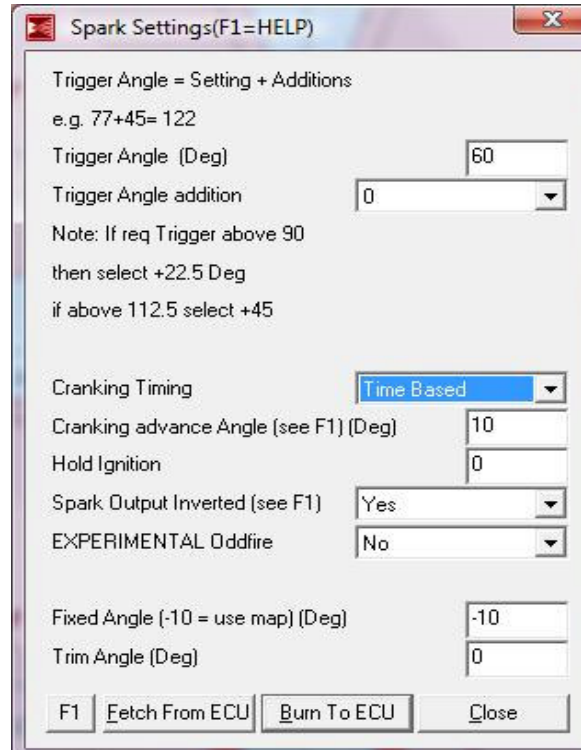 Spark Settings(F1=HELP)
Trigger Angle = Setting + Additions
e.g. 77+45= 122
Trigger Angle (Deg) 60
Trigger Angle addition 0
Note: If req Trigger above 90
then select +22.5 Deg
if above 112.5 select +45
Cranking Timing Time Based
Cranking advance Angle (see F1) (Deg) 10
Hold Ignition 0
Spark Output Inverted (see F1) Yes
EXPERIMENTAL Oddfire No
Fixed Angle (-10 = use map) (Deg) -10
Trim Angle (Deg) 0
F1 Fetch From ECU Burn To ECU Close